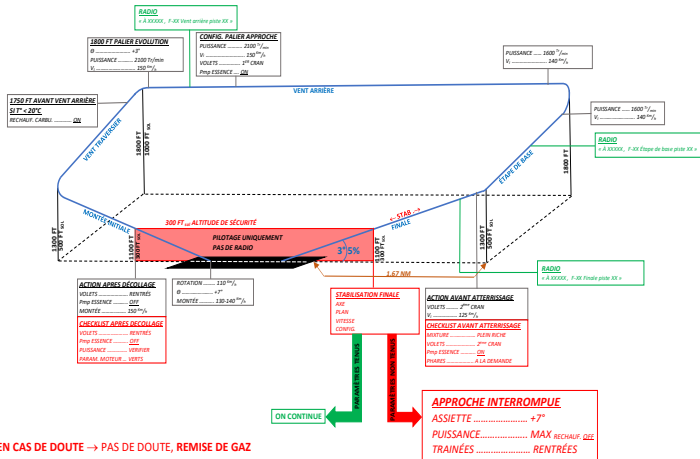 RADIO
« À XXXXX, F-XX Vent arrière piste XX »
1800 FT PALIER EVOLUTION
Θ .................. +3°
PUISSANCE ........ 2100 Tr/min
Vi ................... 150 Km/h
CONFIG. PALIER APPROCHE
PUISSANCE ......... 2100 Tr/min
Vi ................... 150 Km/h
VOLETS ........... 1ER CRAN
Pmp ESSENCE .... ON
PUISSANCE ...... 1600 Tr/min
Vi ................. 140 Km/h
1750 FT AVANT VENT ARRIÈRE
SI T° < 20°C
RECHAUF. CARBU. .......... ON
VENT ARRIÈRE
PUISSANCE ...... 1600 Tr/min
Vi ................. 140 Km/h
VENT TRAVERSIER
1800 FT
1000 FT SOL
RADIO
« À XXXXX, F-XX Étape de base piste XX »
ÉTAPE DE BASE
1800 FT
MONTÉE INITIALE
300 FT sol ALTITUDE DE SÉCURITÉ
← STAB →
FINALE
1300 FT
500 FT SOL
1100 FT
300 FT SOL
PILOTAGE UNIQUEMENT
PAS DE RADIO
3° 5%
1100 FT
300 FT SOL
1300 FT
500 FT SOL
1.67 NM
RADIO
« À XXXXX, F-XX Finale piste XX »
ACTION APRES DÉCOLLAGE
VOLETS .................. RENTRÉS
Pmp ESSENCE .......... OFF
MONTÉE ................. 150 Km/h
CHECKLIST APRES DECOLLAGE
VOLETS .................. RENTRÉS
Pmp ESSENCE .......... OFF
PUISSANCE ............. VERIFIER
PARAM. MOTEUR ... VERTS
ROTATION ....... 110 Km/h
Θ .................. +7°
MONTÉE ......... 130-140 Km/h
STABILISATION FINALE
AXE
PLAN
VITESSE
CONFIG.
ACTION AVANT ATTERRISSAGE
VOLETS ....... 2ème CRAN
Vi ............. 125 Km/h
CHECKLIST AVANT ATTERRISSAGE
MIXTURE .............. PLEIN RICHE
VOLETS ................ 2ème CRAN
Pmp ESSENCE ....... ON
PHARES ................ A LA DEMANDE
PARAMÈTRES TENUS
PARAMÈTRES NON TENUS
ON CONTINUE
APPROCHE INTERROMPUE
ASSIETTE .................... +7°
PUISSANCE................. MAX RECHAUF. OFF
TRAÎNÉES .................... RENTRÉES
EN CAS DE DOUTE → PAS DE DOUTE, REMISE DE GAZ